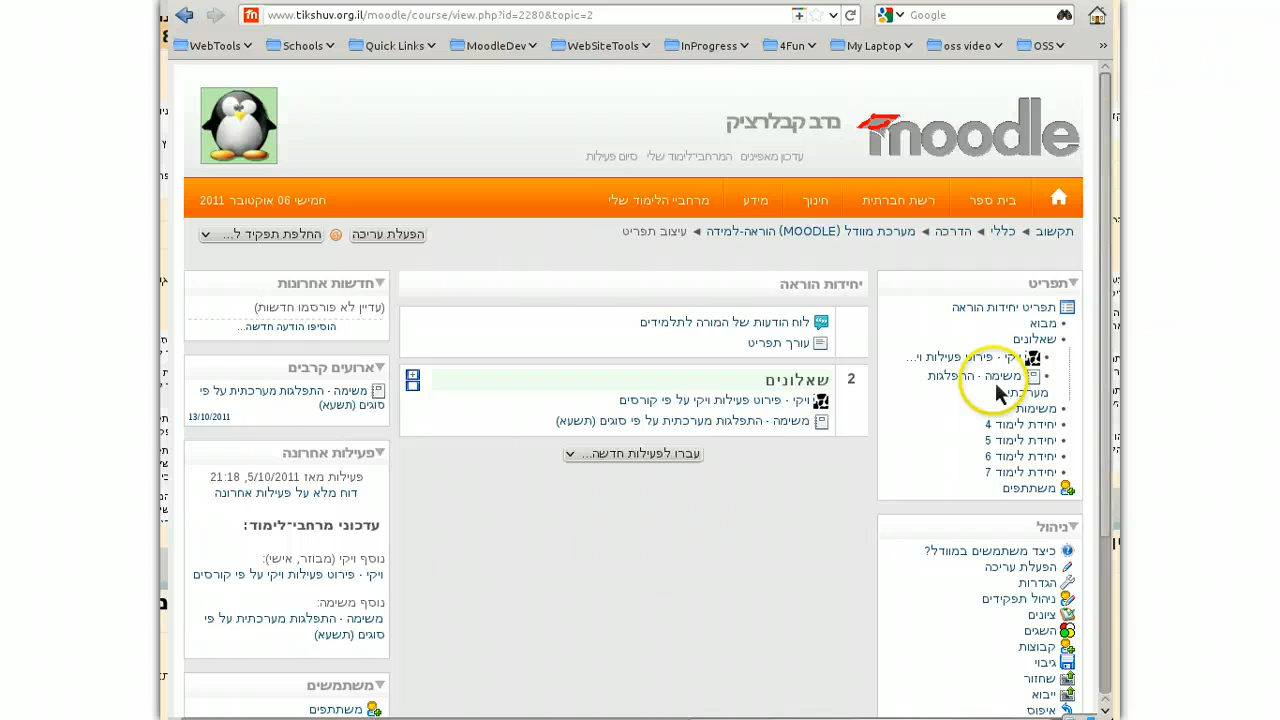 www.tikshuv.org.il/moodle/course/view.php?id=2280&topic=2
Google
WebTools
Schools
Quick Links
MoodleDev
WebSiteTools
InProgress
4Fun
My Laptop
oss video
OSS
»
moodle
נדב קבלרציק
עדכון מאפיינים המרחבי־לימוד שלי סיום פעילות
בית ספר
רשת חברתית
חינוך
מידע
מרחבי הלימוד שלי
חמישי 06 אוקטובר 2011
תקשוב ◄ כללי ◄ הדרכה ◄ מערכת מוודל (MOODLE) הוראה-למידה ◄ עיצוב תפריט
הפעלת עריכה
החלפת תפקיד ל...
תפריט
תפריט יחידות הוראה
מבוא
שאלונים
ויקי - פירוט פעילות וי...
משימה - התפלגות
משימות
יחידת לימוד 4
יחידת לימוד 5
יחידת לימוד 6
יחידת לימוד 7
משתתפים
ניהול
כיצד משתמשים במוודל?
הפעלת עריכה
הגדרות
ניהול תפקידים
ציונים
השגים
קבוצות
גיבוי
שחזור
ייבוא
איפוס
יחידות הוראה
לוח הודעות של המורה לתלמידים
עורך תפריט
2
שאלונים
ויקי - פירוט פעילות ויקי על פי קורסים
משימה - התפלגות מערכתית על פי סוגים (תשעא)
עברו לפעילות חדשה...
חדשות אחרונות
(עדיין לא פורסמו חדשות)
הוסיפו הודעה חדשה...
ארועים קרבים
משימה - התפלגות מערכתית על פי
סוגים (תשעא)
13/10/2011
פעילות אחרונה
פעילות מאז 5/10/2011, 21:18
דוח מלא על פעילות אחרונה
עדכוני מרחבי־לימוד:
נוסף ויקי (מבוזר, אישי):
ויקי - פירוט פעילות ויקי על פי קורסים
נוסף משימה:
משימה - התפלגות מערכתית על פי
סוגים (תשעא)
משתמשים
משתתפים